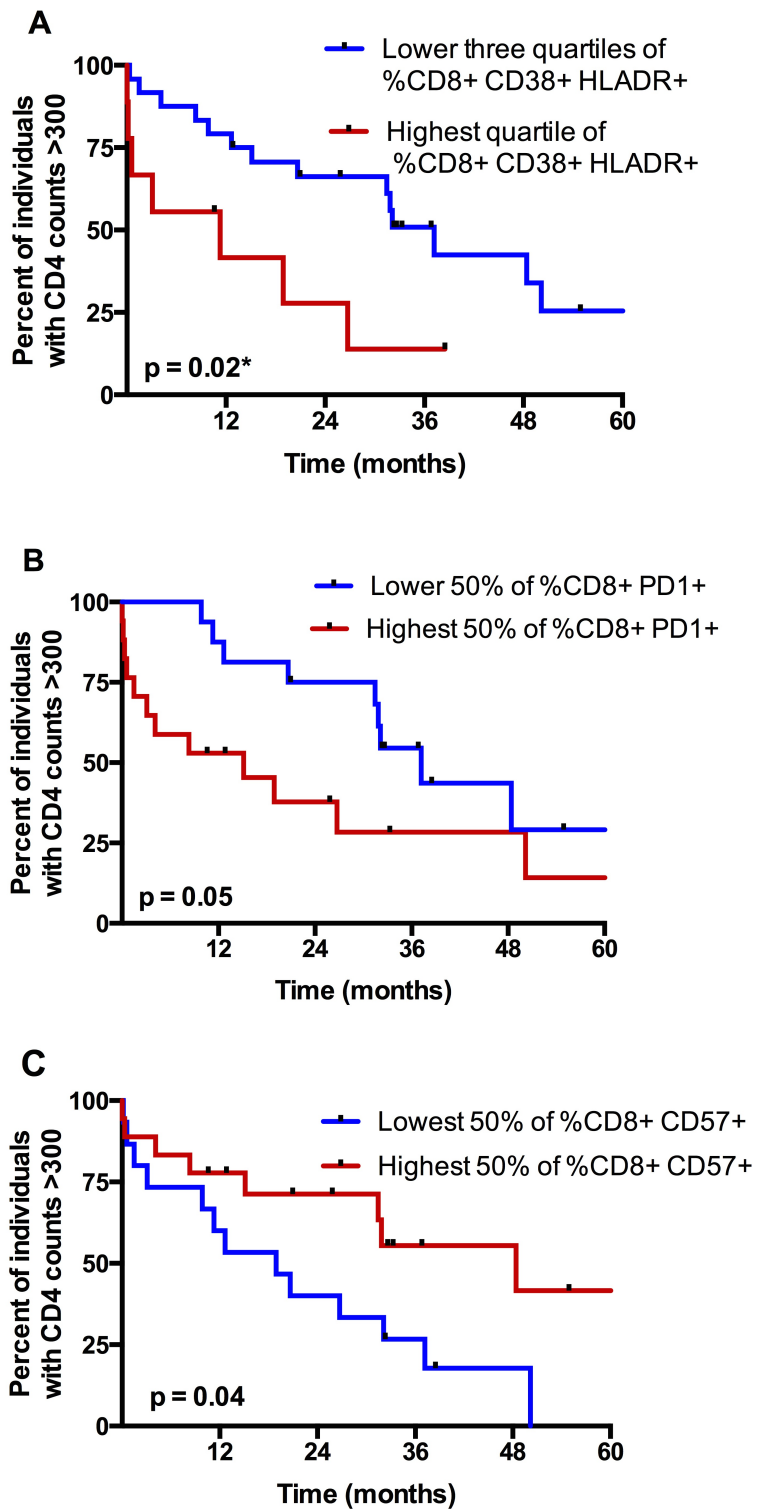 A
Lower three quartiles of
%CD8+ CD38+ HLADR+
Highest quartile of
%CD8+ CD38+ HLADR+
Percent of individuals
with CD4 counts >300
100
75
50
25
0
p = 0.02*
12 24 36 48 60
Time (months)
B
Lower 50% of %CD8+ PD1+
Highest 50% of %CD8+ PD1+
Percent of individuals
with CD4 counts >300
100
75
50
25
0
p = 0.05
12 24 36 48 60
Time (months)
C
Lowest 50% of %CD8+ CD57+
Highest 50% of %CD8+ CD57+
Percent of individuals
with CD4 counts >300
100
75
50
25
0
p = 0.04
12 24 36 48 60
Time (months)